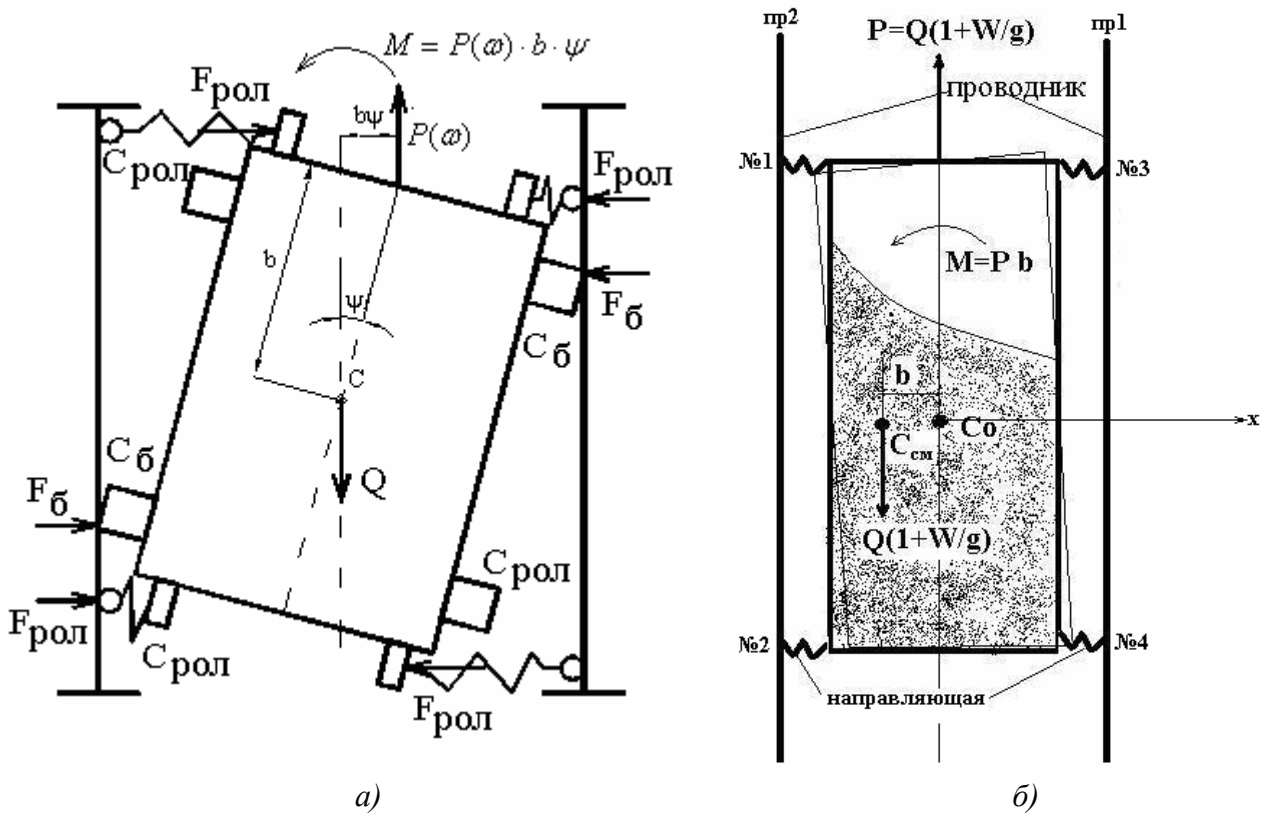 M = P(ω) · b · ψ
Fрол
bψ
P(ω)
Cрол
Fрол
b
ψ
Fб
Cб
C
Cб
Q
Fб
Cрол
Fрол
Cрол
Fрол
а)
пр2
пр1
P=Q(1+W/g)
проводник
№1
№3
M=P b
b
Co
x
Cсм
Q(1+W/g)
№2
№4
направляющая
б)